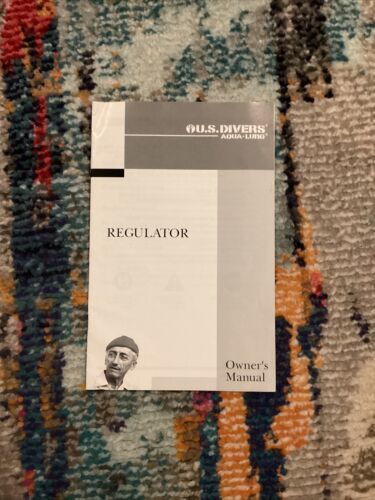 U.S. DIVERS®
AQUA-LUNG®
REGULATOR
Owner's
Manual